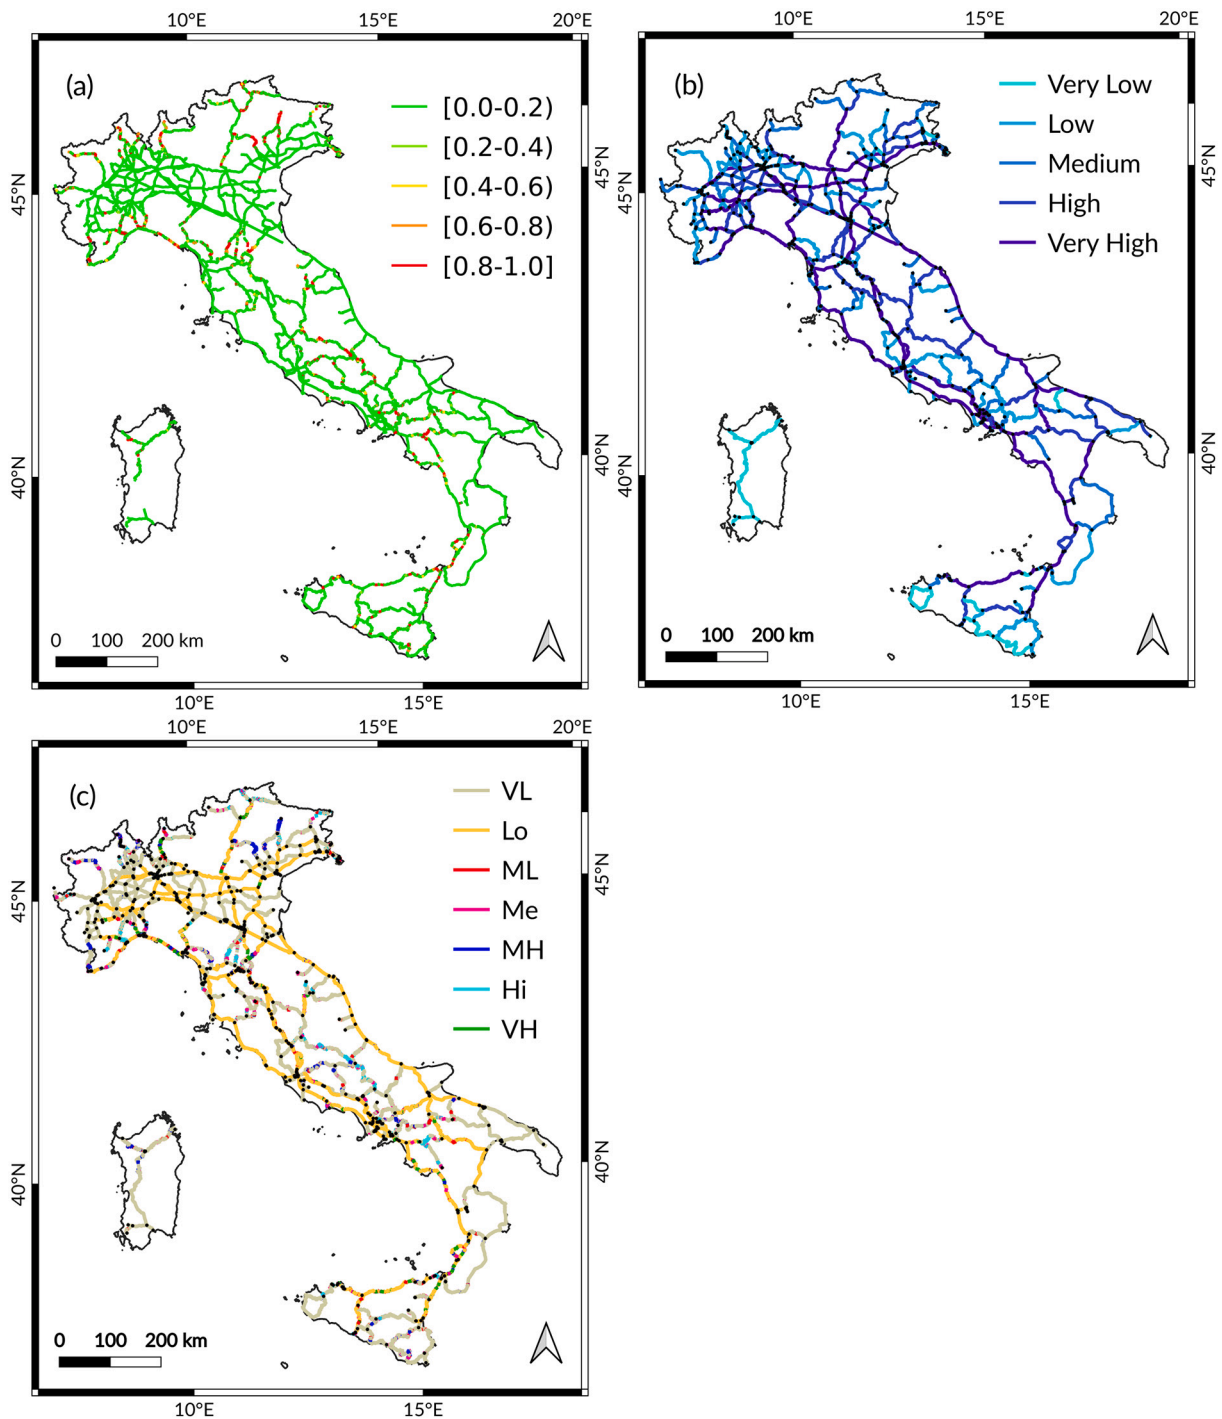 10°E 15°E 20°E
(a)
[0.0-0.2)
[0.2-0.4)
[0.4-0.6)
[0.6-0.8)
[0.8-1.0]
45°N 45°N
40°N 40°N
0 100 200 km
10°E 15°E
10°E 15°E 20°E
(b)
Very Low
Low
Medium
High
Very High
45°N 45°N
40°N 40°N
0 100 200 km
10°E 15°E
10°E 15°E 20°E
(c)
VL
Lo
ML
Me
MH
Hi
VH
45°N 45°N
40°N 40°N
0 100 200 km
10°E 15°E